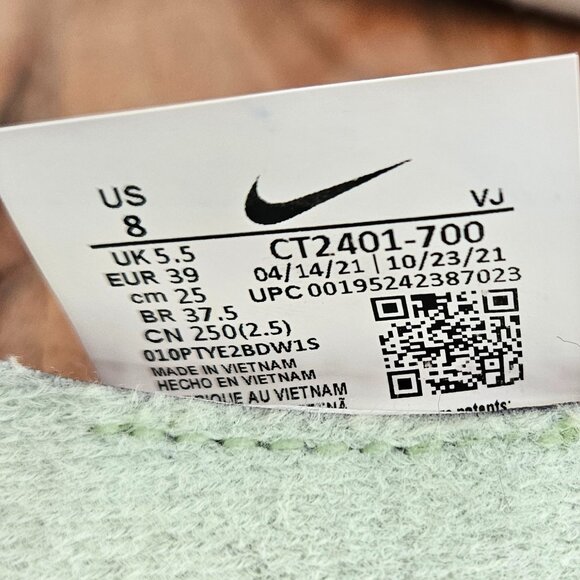 US
8
VJ
UK 5.5
EUR 39
cm 25
BR 37.5
CN 250(2.5)
010PTYE2BDW1S
MADE IN VIETNAM
HECHO EN VIETNAM
AU VIETNAM
CT2401-700
04/14/21 | 10/23/21
UPC 00195242387023
patents: